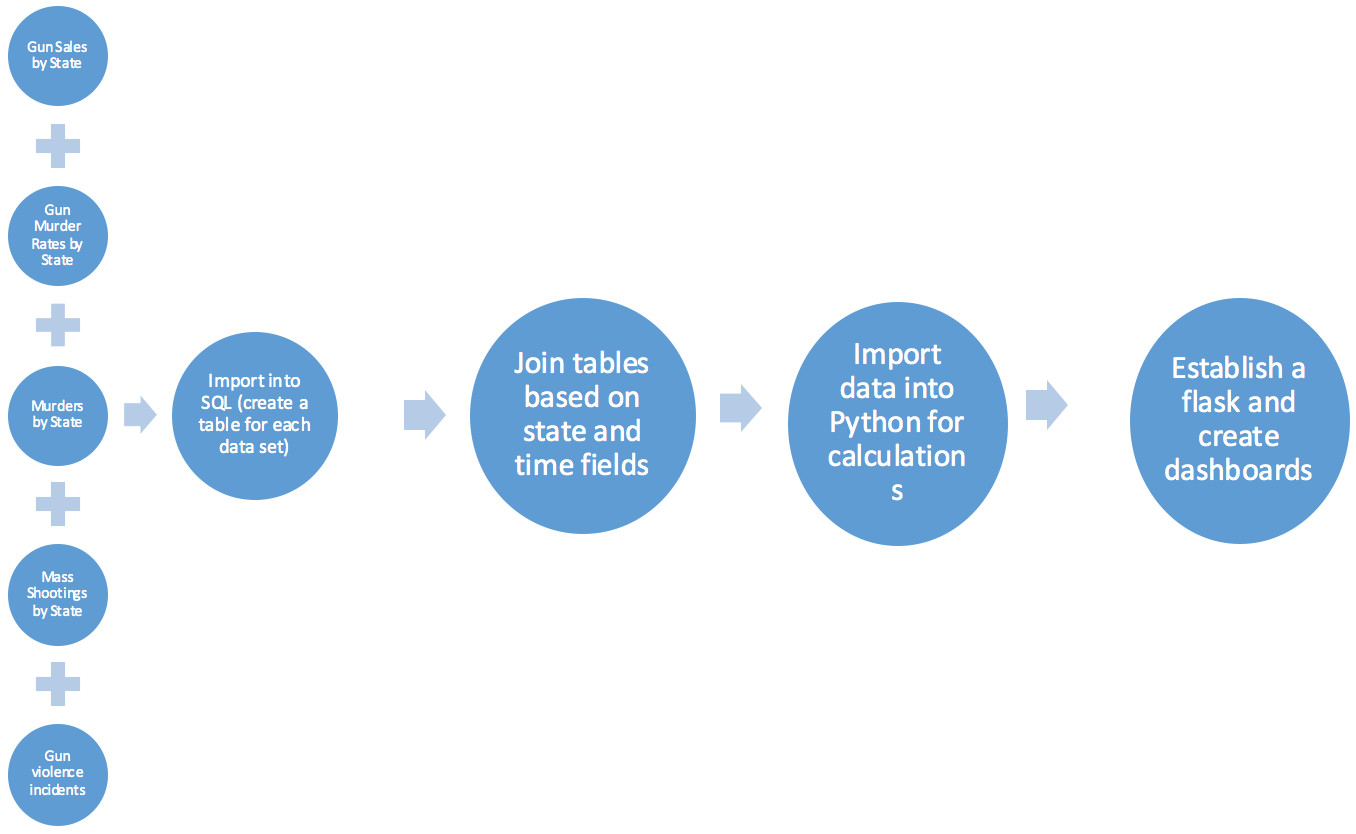 Gun Sales
by State
Gun
Murder
Rates by
State
Murders
by State
Mass
Shootings
by State
Gun
violence
incidents
Import into
SQL (create a
table for each
data set)
Join tables
based on
state and
time fields
Import
data into
Python for
calculation
s
Establish a
flask and
create
dashboards